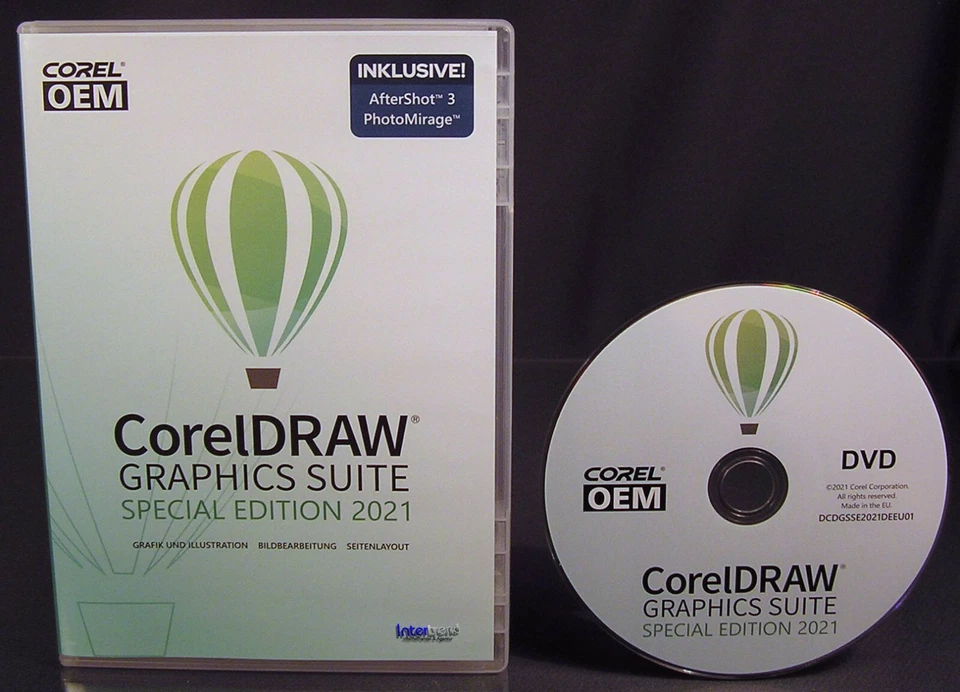 COREL®
OEM
INKLUSIVE!
AfterShot™ 3
PhotoMirage™
CorelDRAW®
GRAPHICS SUITE
SPECIAL EDITION 2021
GRAFIK UND ILLUSTRATION BILDBEARBEITUNG SEITENLAYOUT
Intertrend
COREL®
OEM
DVD
©2021 Corel Corporation.
All rights reserved.
Made in the EU.
DCDGSSE2021DEEU01
CorelDRAW®
GRAPHICS SUITE
SPECIAL EDITION 2021